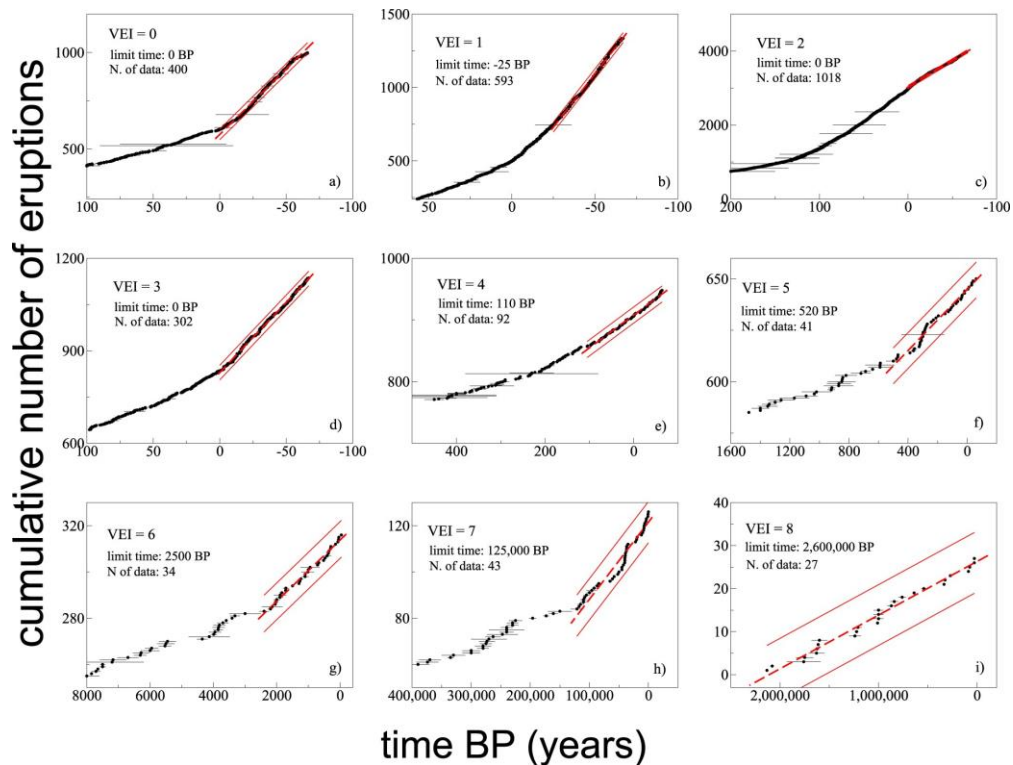 cumulative number of eruptions
VEI = 0
limit time: 0 BP
N. of data: 400
1000
500
100
50
0
-50
-100
a)
VEI = 1
limit time: -25 BP
N. of data: 593
1500
1000
500
50
0
-50
-100
b)
VEI = 2
limit time: 0 BP
N. of data: 1018
4000
2000
0
200
100
0
-100
c)
VEI = 3
limit time: 0 BP
N. of data: 302
1200
900
600
100
50
0
-50
-100
d)
VEI = 4
limit time: 110 BP
N. of data: 92
1000
800
400
200
0
e)
VEI = 5
limit time: 520 BP
N. of data: 41
650
600
1600
1200
800
400
0
f)
VEI = 6
limit time: 2500 BP
N of data: 34
320
280
8000
6000
4000
2000
0
g)
VEI = 7
limit time: 125,000 BP
N of data: 43
120
80
40
400,000
300,000
200,000
100,000
0
h)
VEI = 8
limit time: 2,600,000 BP
N. of data: 27
40
30
20
10
0
2,000,000
1,000,000
0
i)
time BP (years)